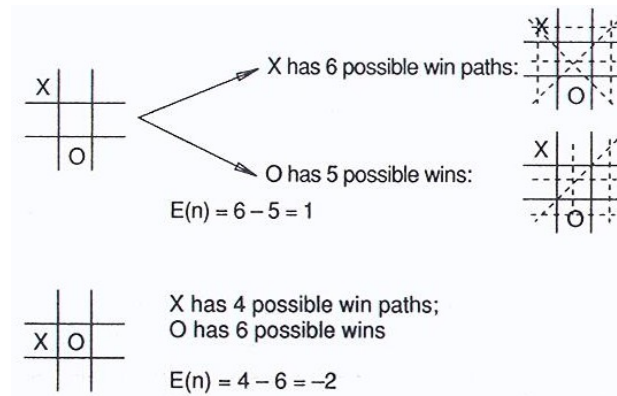 X
O
X has 6 possible win paths:
X
O
O has 5 possible wins:
X
O
E(n) = 6 – 5 = 1
X O
X has 4 possible win paths;
O has 6 possible wins
E(n) = 4 – 6 = –2